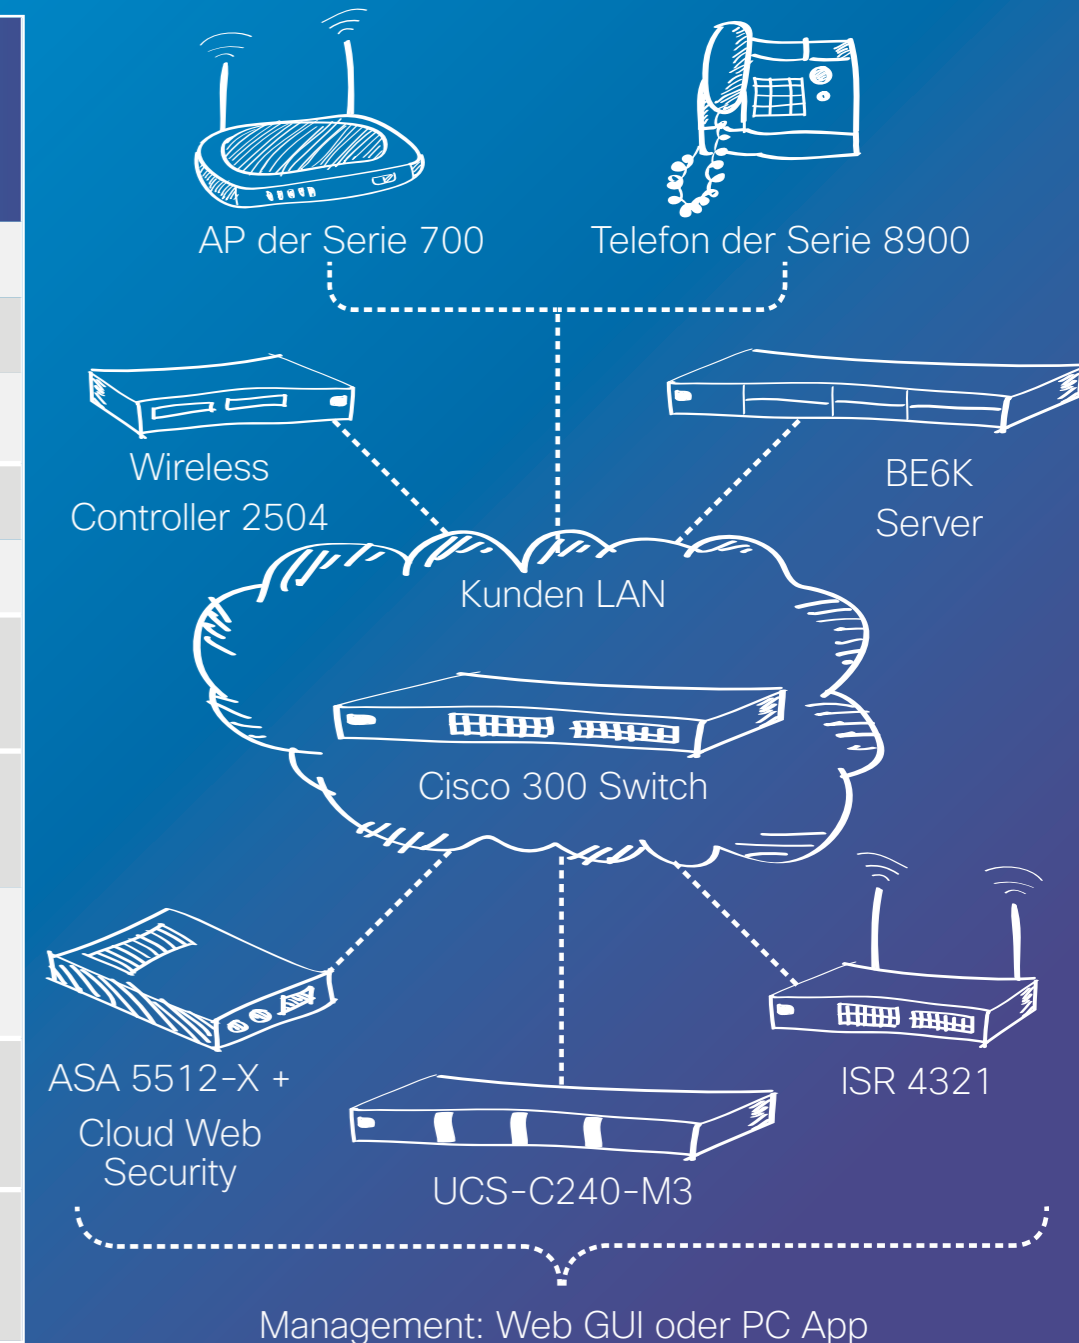 AP der Serie 700
Telefon der Serie 8900
Wireless
Controller 2504
BE6K
Server
Kunden LAN
Cisco 300 Switch
ASA 5512-X +
Cloud Web
Security
UCS-C240-M3
ISR 4321
Management: Web GUI oder PC App